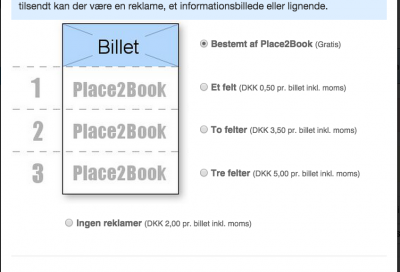 tilsendt kan der være en reklame, et informationsbillede eller lignende.
Billet
Bestemt af Place2Book (Gratis)
1 Place2Book
Et felt (DKK 0,50 pr. billet inkl. moms)
2 Place2Book
To felter (DKK 3,50 pr. billet inkl. moms)
3 Place2Book
Tre felter (DKK 5,00 pr. billet inkl. moms)
Ingen reklamer (DKK 2,00 pr. billet inkl. moms)